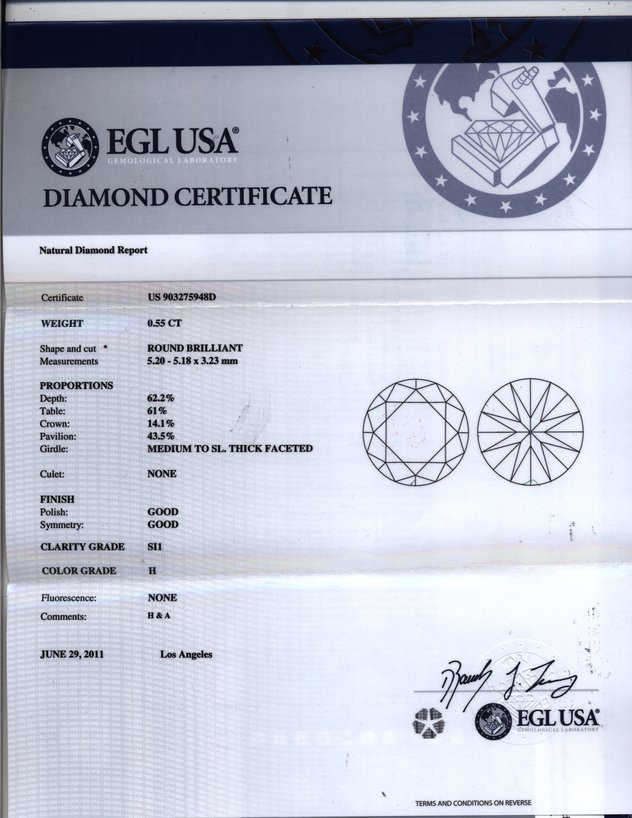 EGL USA®
GEMOLOGICAL LABORATORY
DIAMOND CERTIFICATE
Natural Diamond Report
Certificate US 903275948D
WEIGHT 0.55 CT
Shape and cut * ROUND BRILLIANT
Measurements 5.20 - 5.18 x 3.23 mm
PROPORTIONS
Depth: 62.2%
Table: 61%
Crown: 14.1%
Pavilion: 43.5%
Girdle: MEDIUM TO SL. THICK FACETED
Culet: NONE
FINISH
Polish: GOOD
Symmetry: GOOD
CLARITY GRADE SI1
COLOR GRADE H
Fluorescence: NONE
Comments: H & A
JUNE 29, 2011 Los Angeles
EGL USA®
GEMOLOGICAL LABORATORY
TERMS AND CONDITIONS ON REVERSE